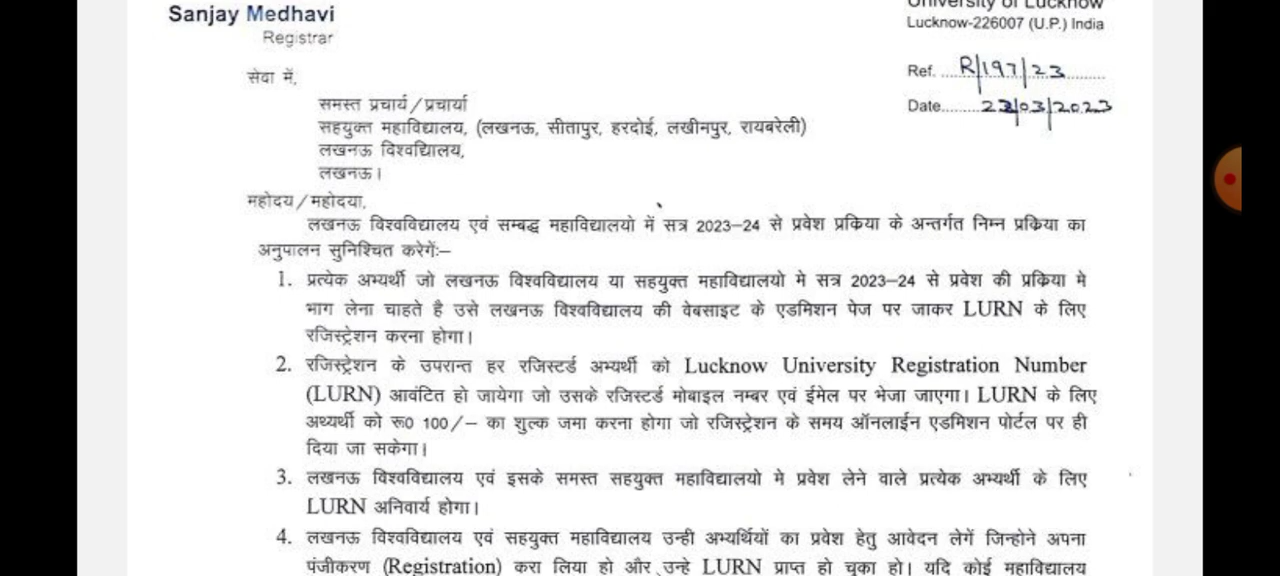 Sanjay Medhavi
Registrar
University of Lucknow
Lucknow-226007 (U.P.) India
Ref. R/197/23
Date 22/03/2023
सेवा में,
समस्त प्रचार्य/प्रचार्या
सहयुक्त महाविद्यालय, (लखनऊ, सीतापुर, हरदोई, लखीनपुर, रायबरेली)
लखनऊ विश्वविद्यिालय,
लखनऊ।
महोदय/महोदया,
लखनऊ विश्वविद्यालय एवं सम्बद्ध महाविद्यालयो में सत्र 2023–24 से प्रवेश प्रकिया के अन्तर्गत निम्न प्रकिया का
अनुपालन सुनिश्चित करेगें:–
1. प्रत्येक अभ्यर्थी जो लखनऊ विश्वविद्यालय या सहयुक्त महाविद्यालयो मे सत्र 2023–24 से प्रवेश की प्रकिया मे
भाग लेना चाहते है उसे लखनऊ विश्वविद्यालय की वेबसाइट के एडमिशन पेज पर जाकर LURN के लिए
रजिस्ट्रेशन करना होगा।
2. रजिस्ट्रेशन के उपरान्त हर रजिस्टर्ड अभ्यर्थी को Lucknow University Registration Number
(LURN) आवंटित हो जायेगा जो उसके रजिस्टर्ड मोबाइल नम्बर एवं ईमेल पर भेजा जाएगा। LURN के लिए
अथ्यर्थी को रू0 100/– का शुल्क जमा करना होगा जो रजिस्ट्रेशन के समय ऑनलाईन एडमिशन पोर्टल पर ही
दिया जा सकेगा।
3. लखनऊ विश्वविद्यालय एवं इसके समस्त सहयुक्त महाविद्यालयो मे प्रवेश लेने वाले प्रत्येक अभ्यर्थी के लिए
LURN अनिवार्य होगा।
4. लखनऊ विश्वविद्यालय एवं सहयुक्त महाविद्यालय उन्ही अभ्यर्थियों का प्रवेश हेतु आवेदन लेगें जिन्होने अपना
पंजीकरण (Registration) करा लिया हो और उन्हे LURN प्राप्त हो चुका हो। यदि कोई महाविद्यालय